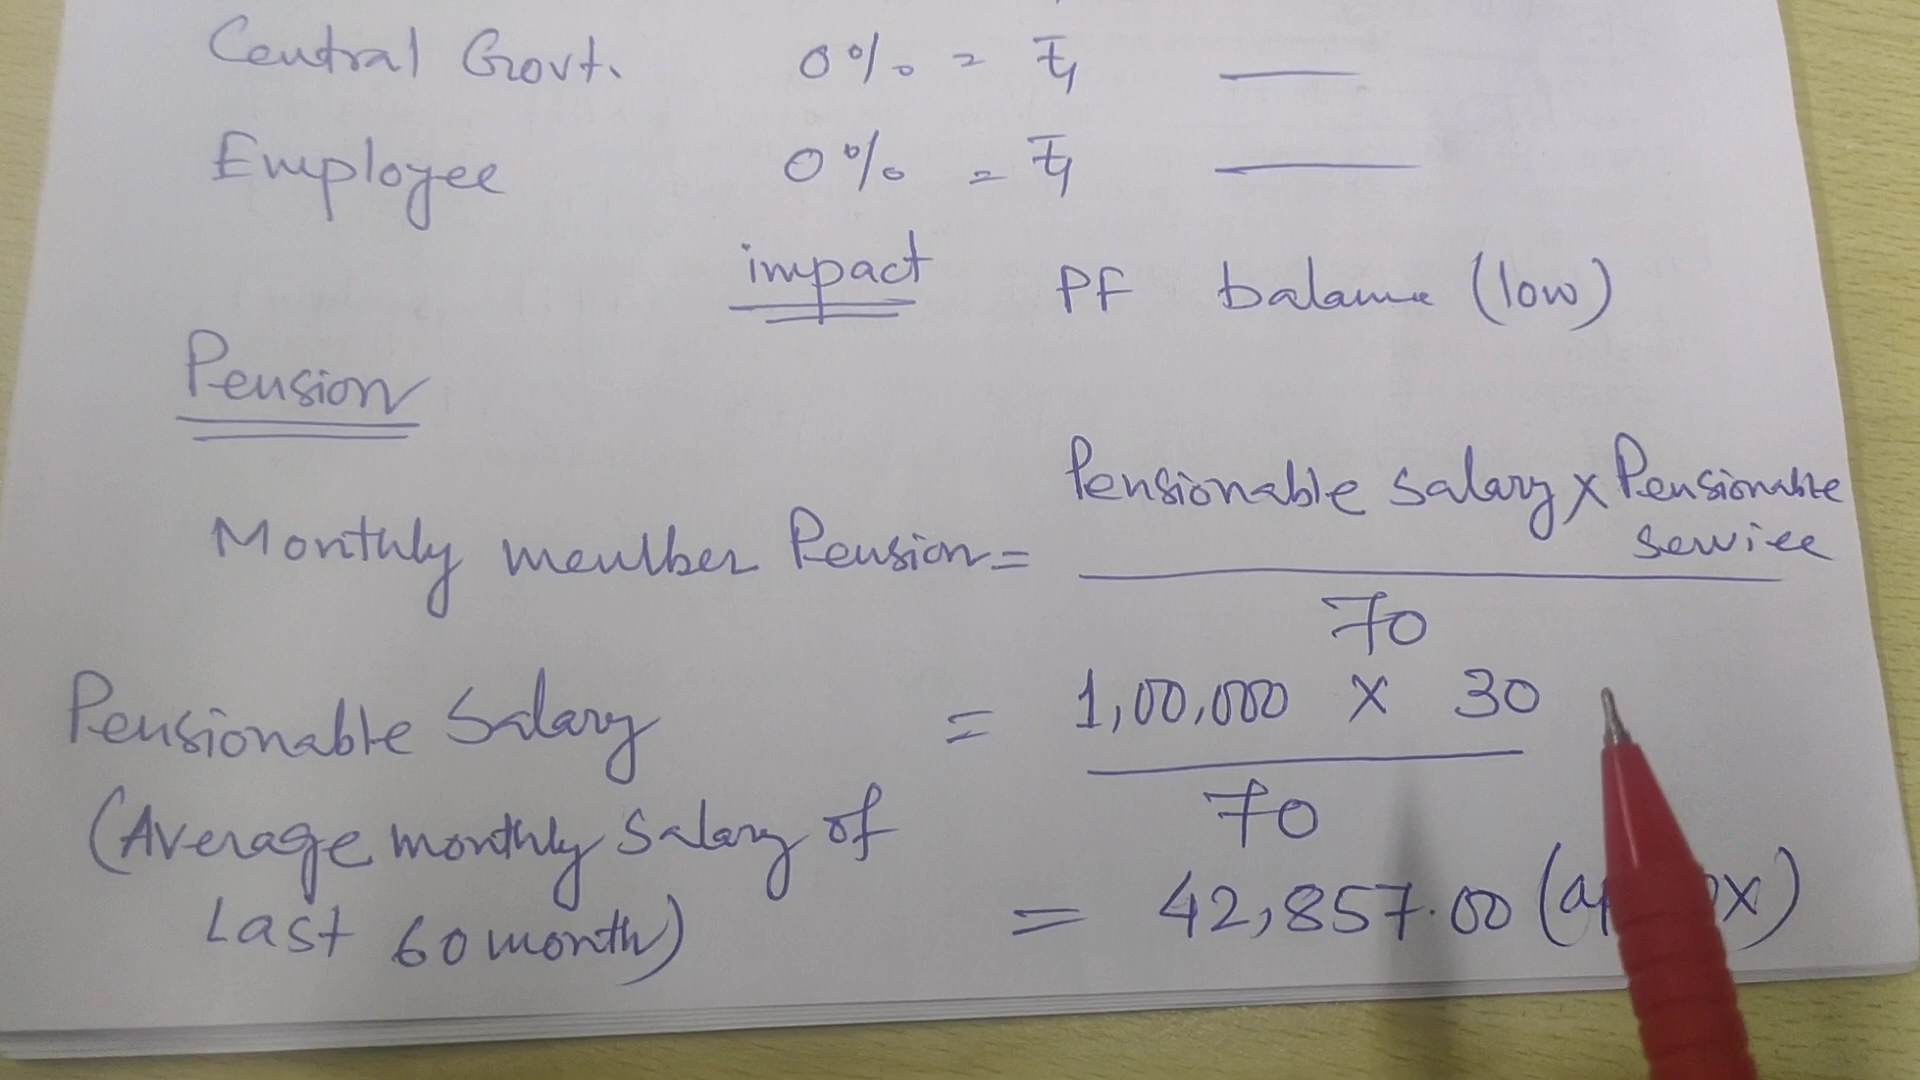 Central Govt. 0% = ₹ —
Employee 0% = ₹ —
impact PF balance (low)
Pension
Pensionable salary x Pensionable
service
Monthly member Pension =
70
Pensionable Salary = 1,00,000 x 30
70
(Average monthly salary of
Last 60 month) = 42,857.00